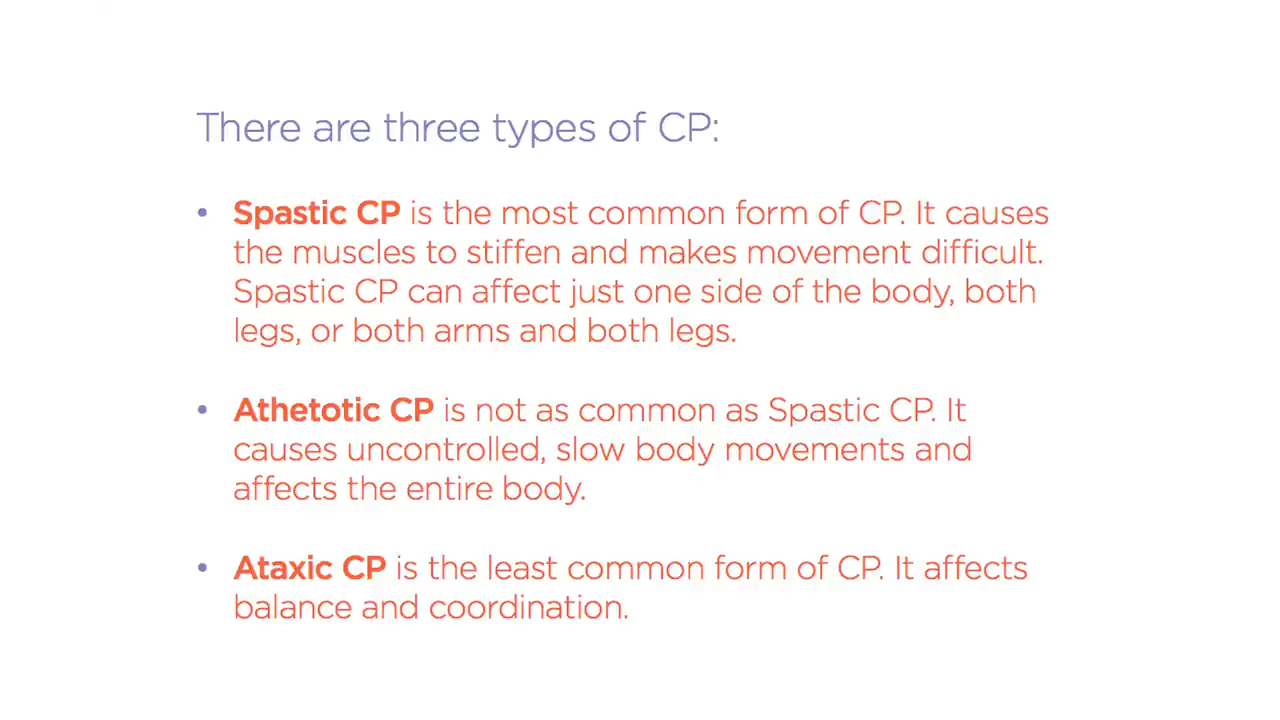 There are three types of CP:
• Spastic CP is the most common form of CP. It causes
the muscles to stiffen and makes movement difficult.
Spastic CP can affect just one side of the body, both
legs, or both arms and both legs.
• Athetotic CP is not as common as Spastic CP. It
causes uncontrolled, slow body movements and
affects the entire body.
• Ataxic CP is the least common form of CP. It affects
balance and coordination.